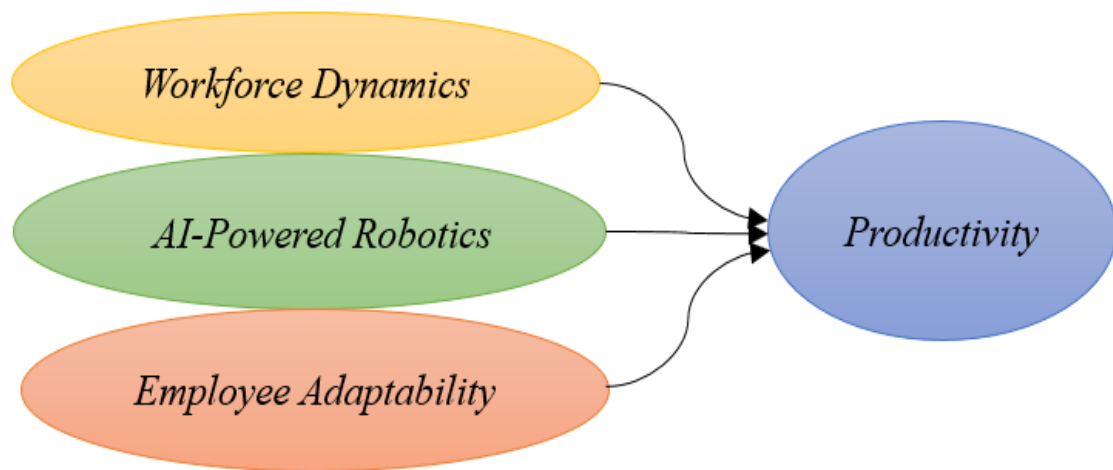 Workforce Dynamics
AI-Powered Robotics
Productivity
Employee Adaptability